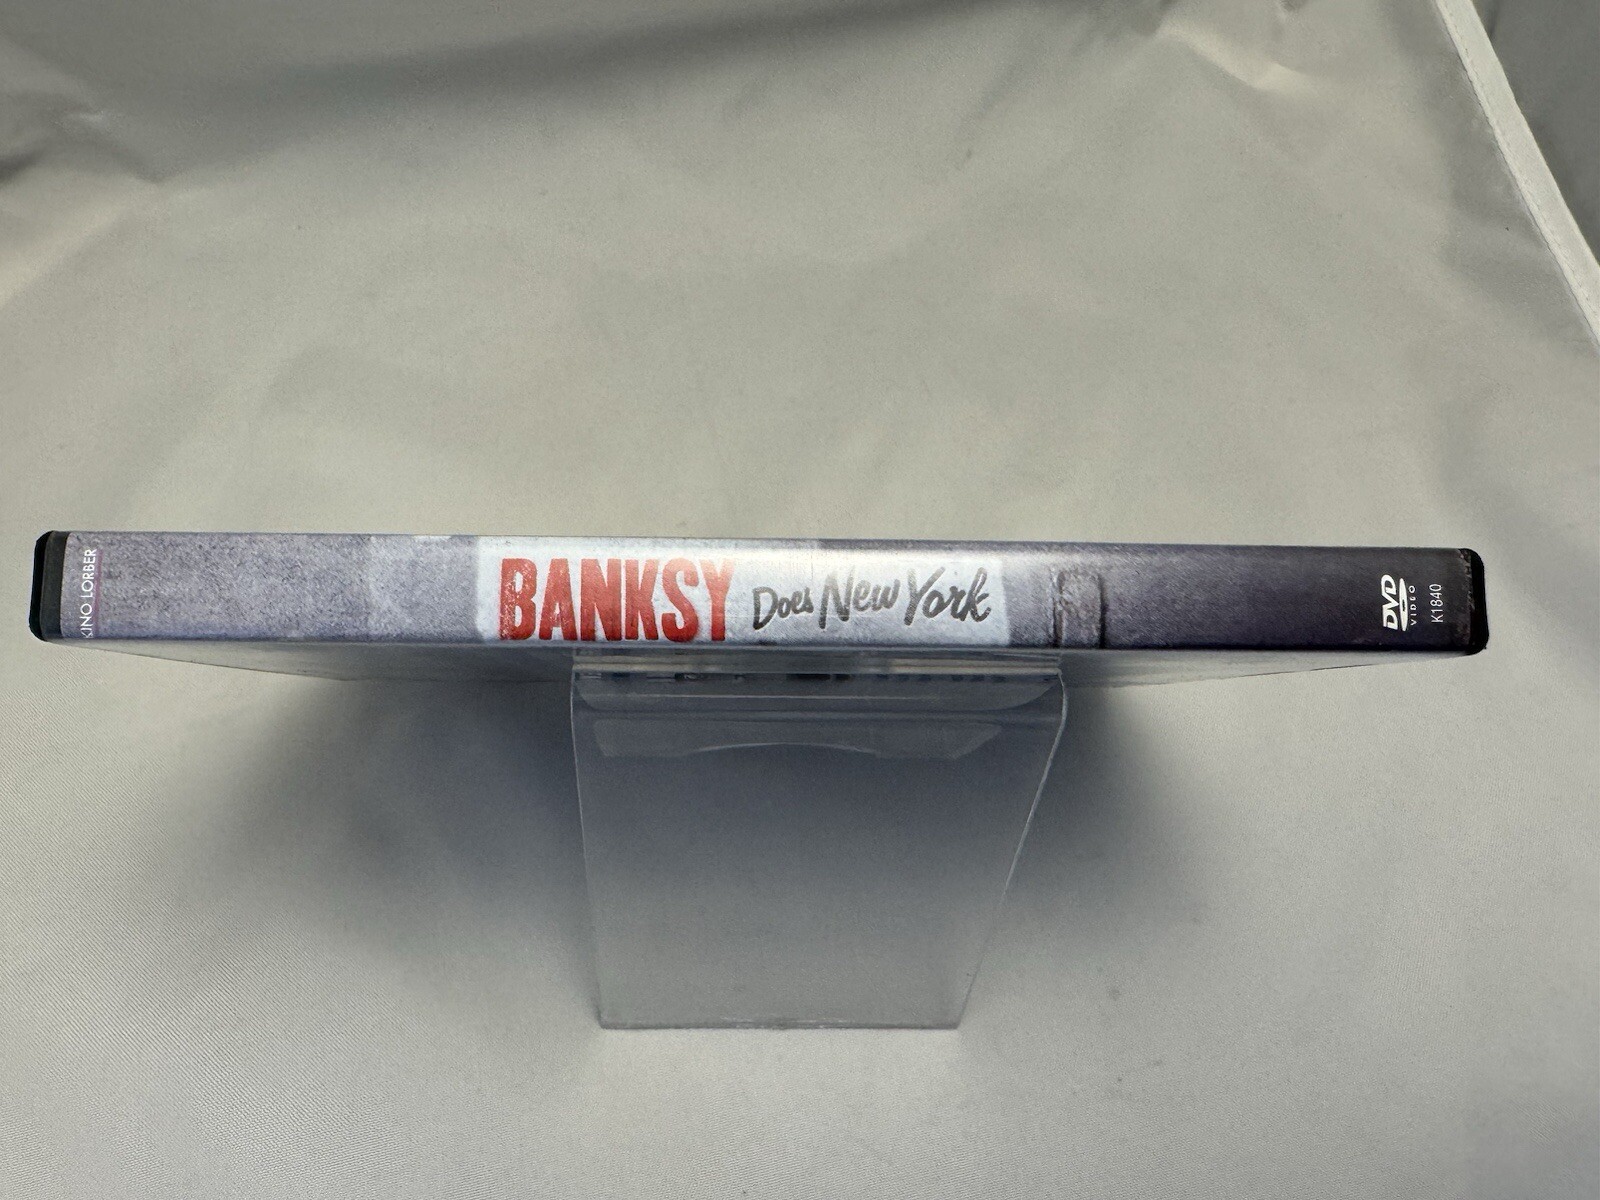 KINO LORBER
BANKSY Does New York
DVD
VIDEO
K1840